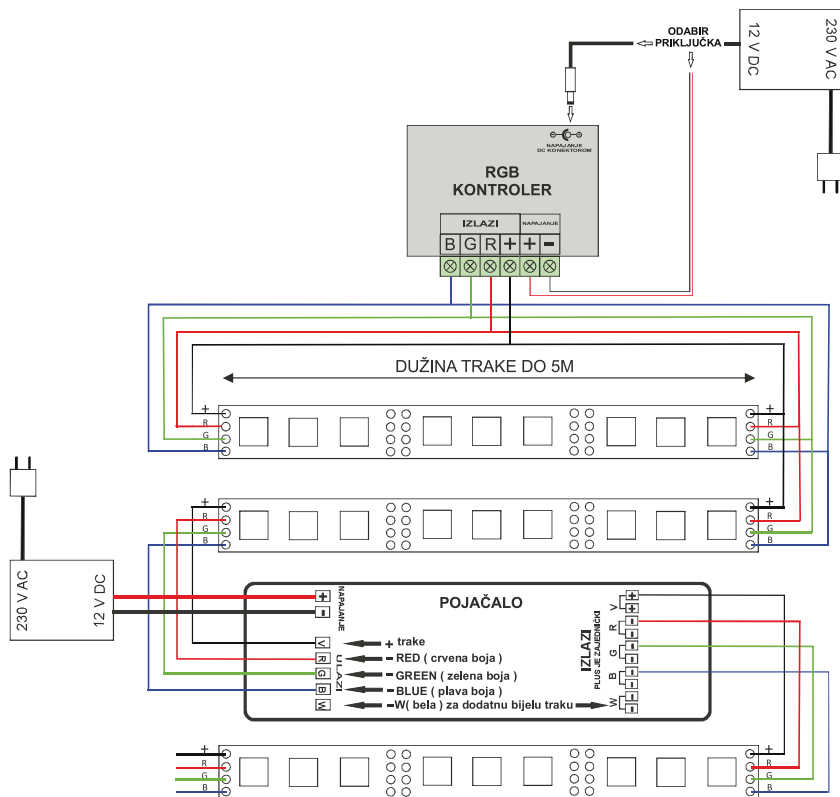 ODABIR
PRIKLJUČKA
12 V DC
230 V AC
NAPAJANJE
DC KONEKTOROM
RGB
KONTROLER
IZLAZI
NAPAJANJE
B G R + + -
DUŽINA TRAKE DO 5M
+
R
G
B
+
R
G
B
+
R
G
B
+
R
G
B
230 V AC
12 V DC
POJAČALO
NAPAJANJE
+
-
ULAZI
V
R
G
B
W
+ trake
-RED ( crvena boja )
-GREEN ( zelena boja )
-BLUE ( plava boja )
-W( bela ) za dodatnu bijelu traku
IZLAZI
PLUS JE ZAJEDNIČKI
V
R
G
B
W
+
+
-
-
-
-
-
-
-
-
+
R
G
B
+
R
G
B